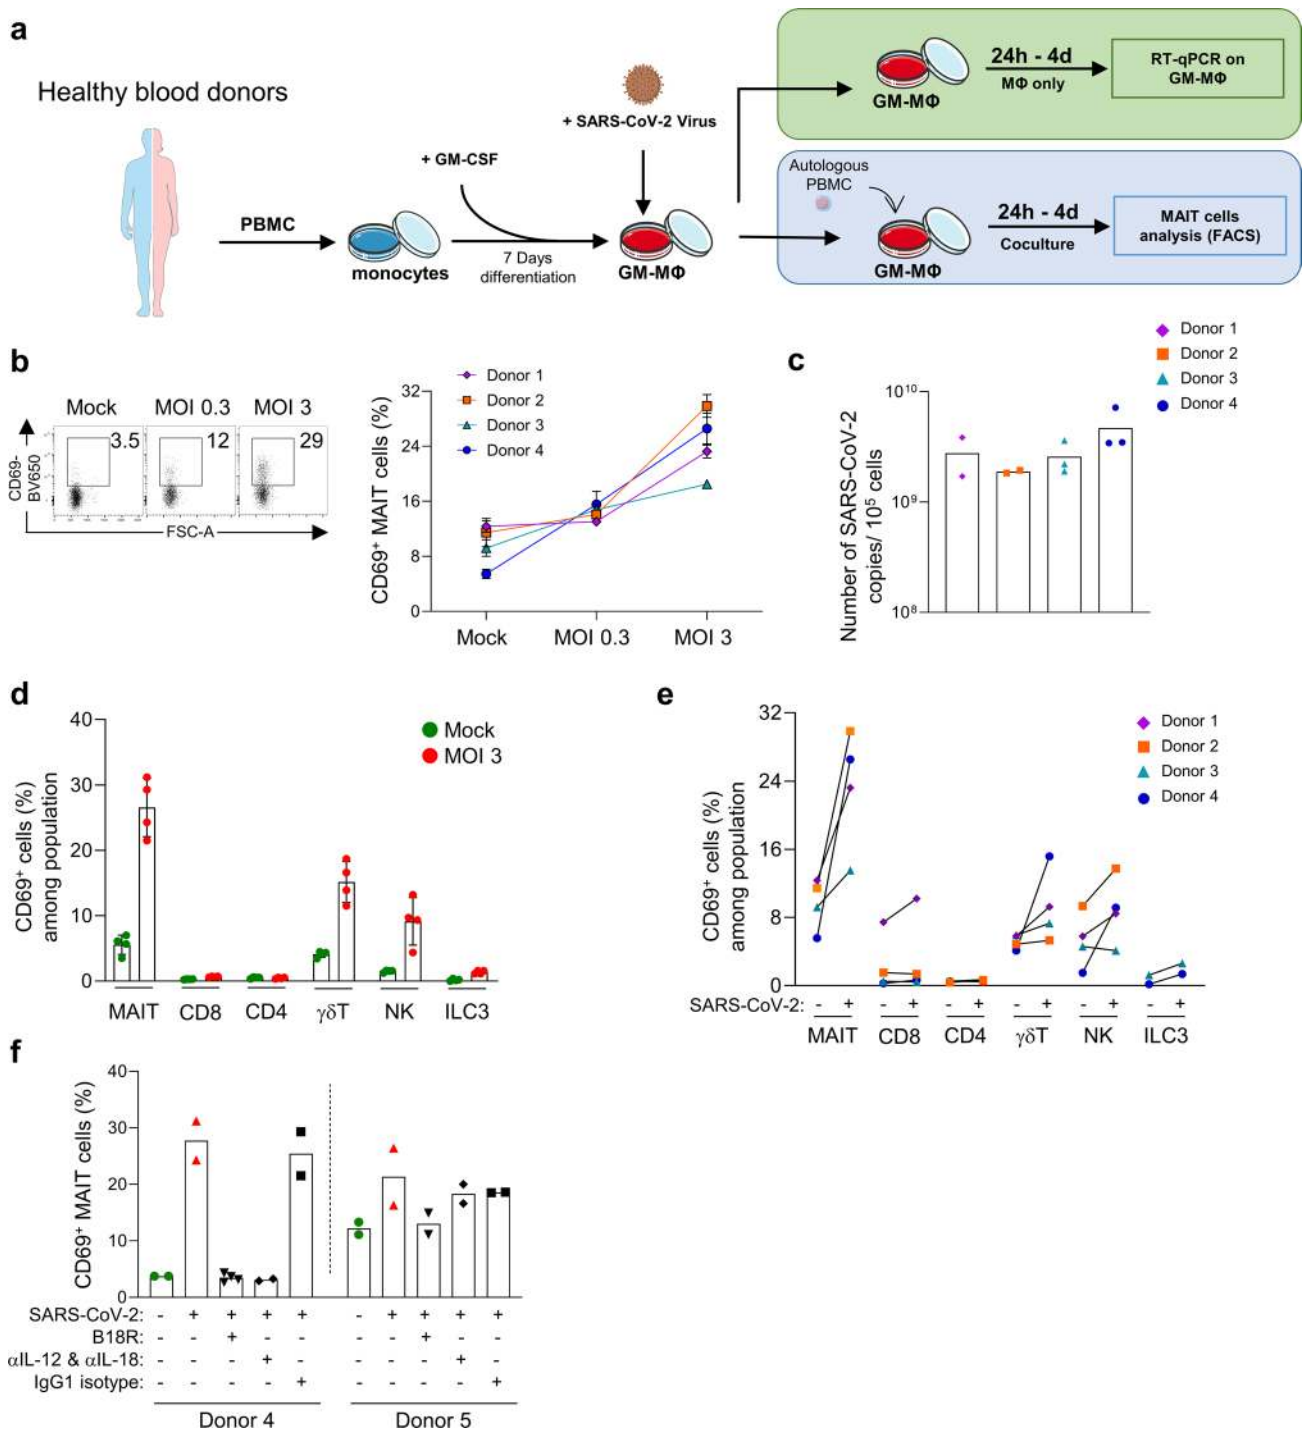 a
Healthy blood donors
PBMC
monocytes
+ GM-CSF
7 Days
differentiation
+ SARS-CoV-2 Virus
GM-MΦ
GM-MΦ
24h - 4d
MΦ only
RT-qPCR on
GM-MΦ
Autologous
PBMC
GM-MΦ
24h - 4d
Coculture
MAIT cells
analysis (FACS)
b
Mock
MOI 0.3
MOI 3
3.5
12
29
CD69-
BV650
FSC-A
Donor 1
Donor 2
Donor 3
Donor 4
CD69+ MAIT cells (%)
32
24
16
8
0
Mock
MOI 0.3
MOI 3
c
Donor 1
Donor 2
Donor 3
Donor 4
Number of SARS-CoV-2
copies/ 10⁵ cells
10¹⁰
10⁹
10⁸
d
CD69⁺ cells (%)
among population
40
30
20
10
0
Mock
MOI 3
MAIT
CD8
CD4
γδT
NK
ILC3
e
CD69⁺ cells (%)
among population
32
24
16
8
0
Donor 1
Donor 2
Donor 3
Donor 4
SARS-CoV-2: - + - + - + - + - + - +
MAIT
CD8
CD4
γδT
NK
ILC3
f
CD69⁺ MAIT cells (%)
40
30
20
10
0
SARS-CoV-2: - + + + + - + + + +
B18R: - - + - - - - + - -
αIL-12 & αIL-18: - - - + - - - - + -
IgG1 isotype: - - - - + - - - - +
Donor 4
Donor 5